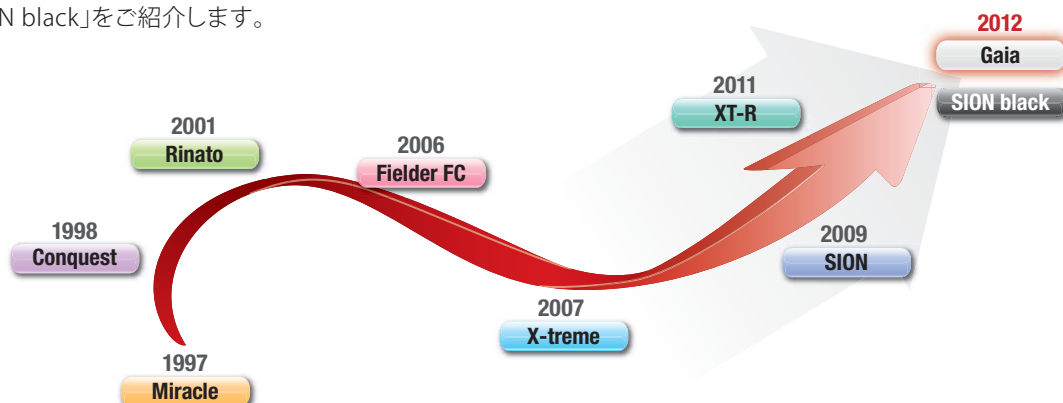 N black」をご紹介します。
2012
Gaia
SION black
2011
XT-R
2001
Rinato
2006
Fielder FC
1998
Conquest
2009
SION
2007
X-treme
1997
Miracle